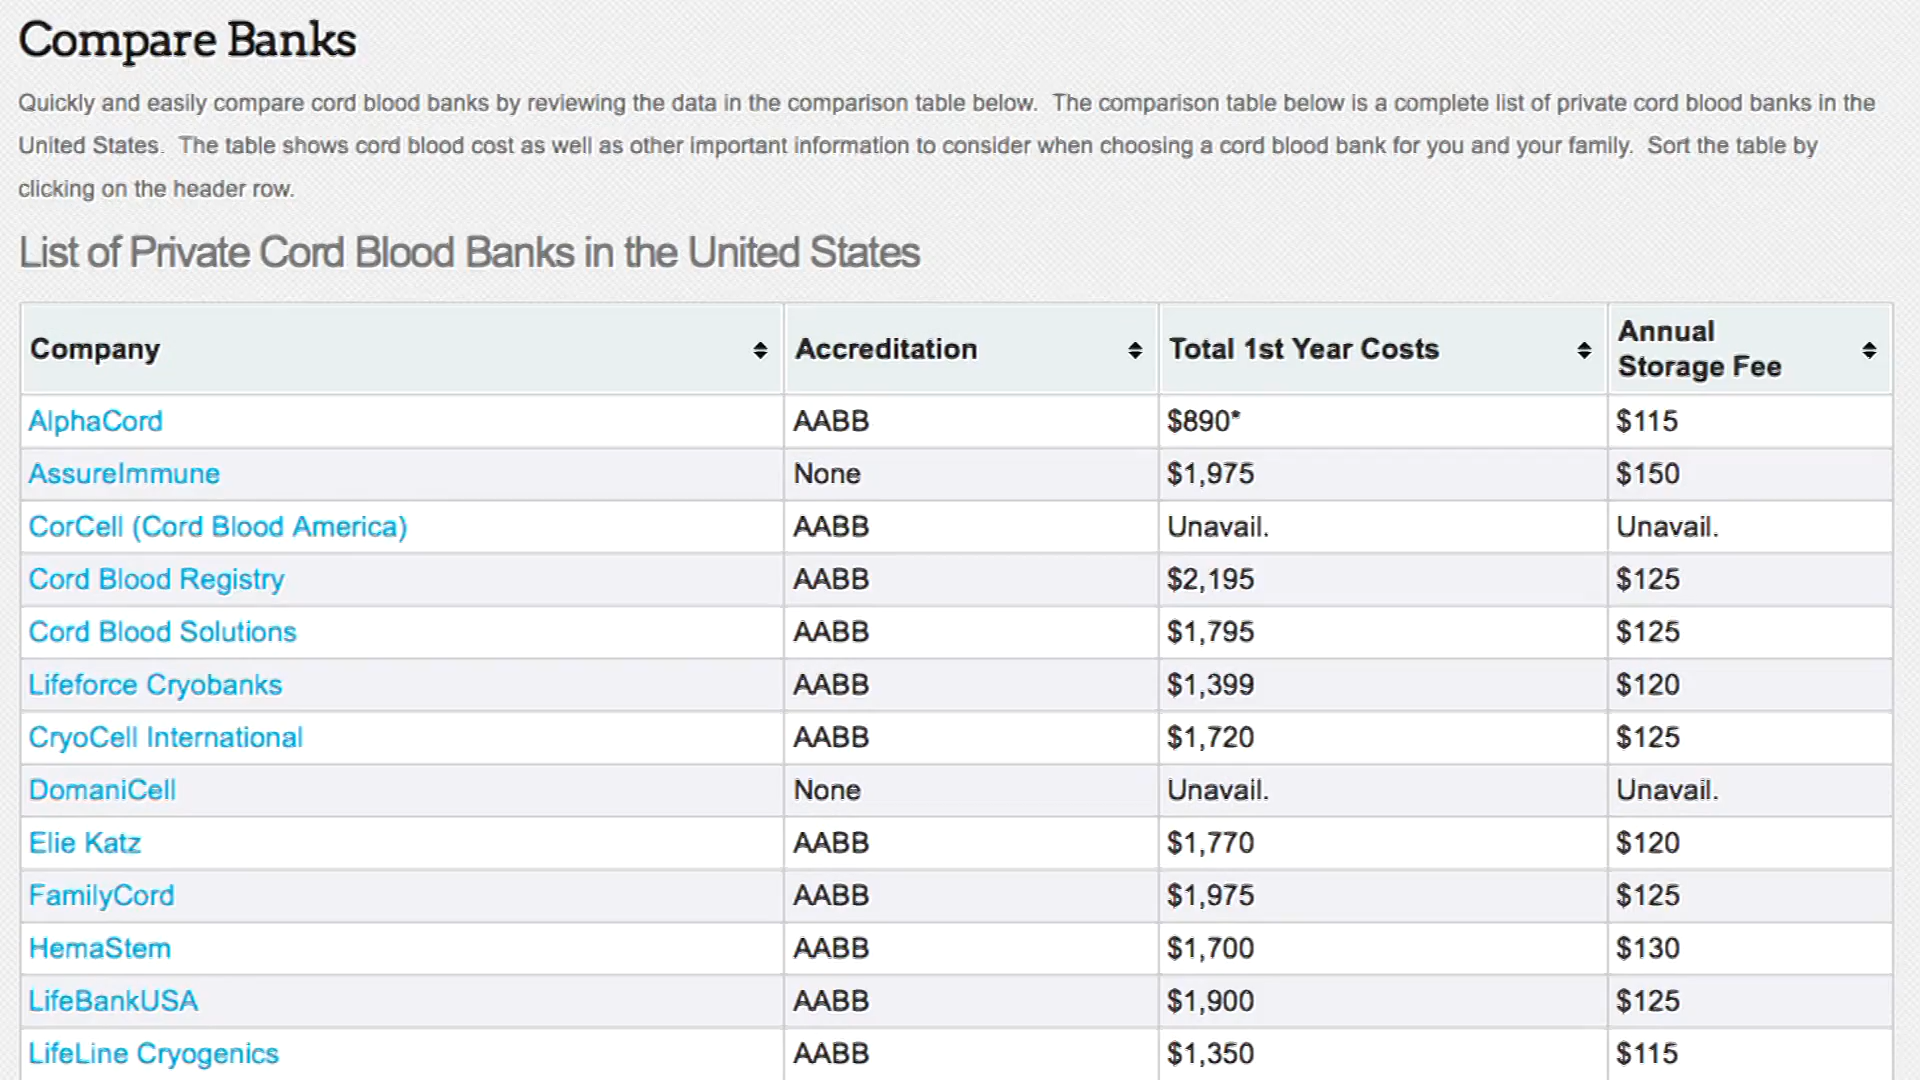 Compare Banks
Quickly and easily compare cord blood banks by reviewing the data in the comparison table below.  The comparison table below is a complete list of private cord blood banks in the
United States.  The table shows cord blood cost as well as other important information to consider when choosing a cord blood bank for you and your family.  Sort the table by
clicking on the header row.
List of Private Cord Blood Banks in the United States
Company Accreditation Total 1st Year Costs Annual Storage Fee
AlphaCord AABB $890* $115
AssureImmune None $1,975 $150
CorCell (Cord Blood America) AABB Unavail. Unavail.
Cord Blood Registry AABB $2,195 $125
Cord Blood Solutions AABB $1,795 $125
Lifeforce Cryobanks AABB $1,399 $120
CryoCell International AABB $1,720 $125
DomaniCell None Unavail. Unavail.
Elie Katz AABB $1,770 $120
FamilyCord AABB $1,975 $125
HemaStem AABB $1,700 $130
LifeBankUSA AABB $1,900 $125
LifeLine Cryogenics AABB $1,350 $115